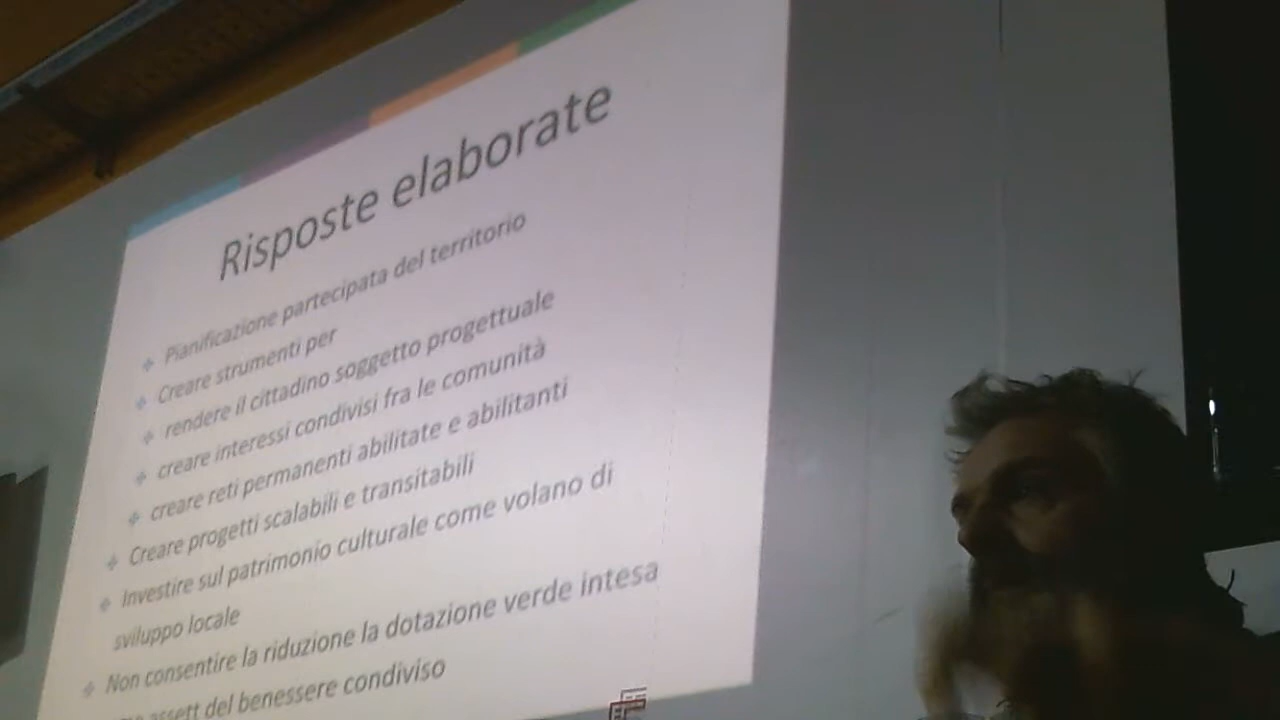 Risposte elaborate
Pianificazione partecipata del territorio
Creare strumenti per
rendere il cittadino soggetto progettuale
creare interessi condivisi fra le comunità
creare reti permanenti abilitate e abilitanti
Creare progetti scalabili e transitabili
Investire sul patrimonio culturale come volano di
sviluppo locale
Non consentire la riduzione la dotazione verde intesa
assett del benessere condiviso